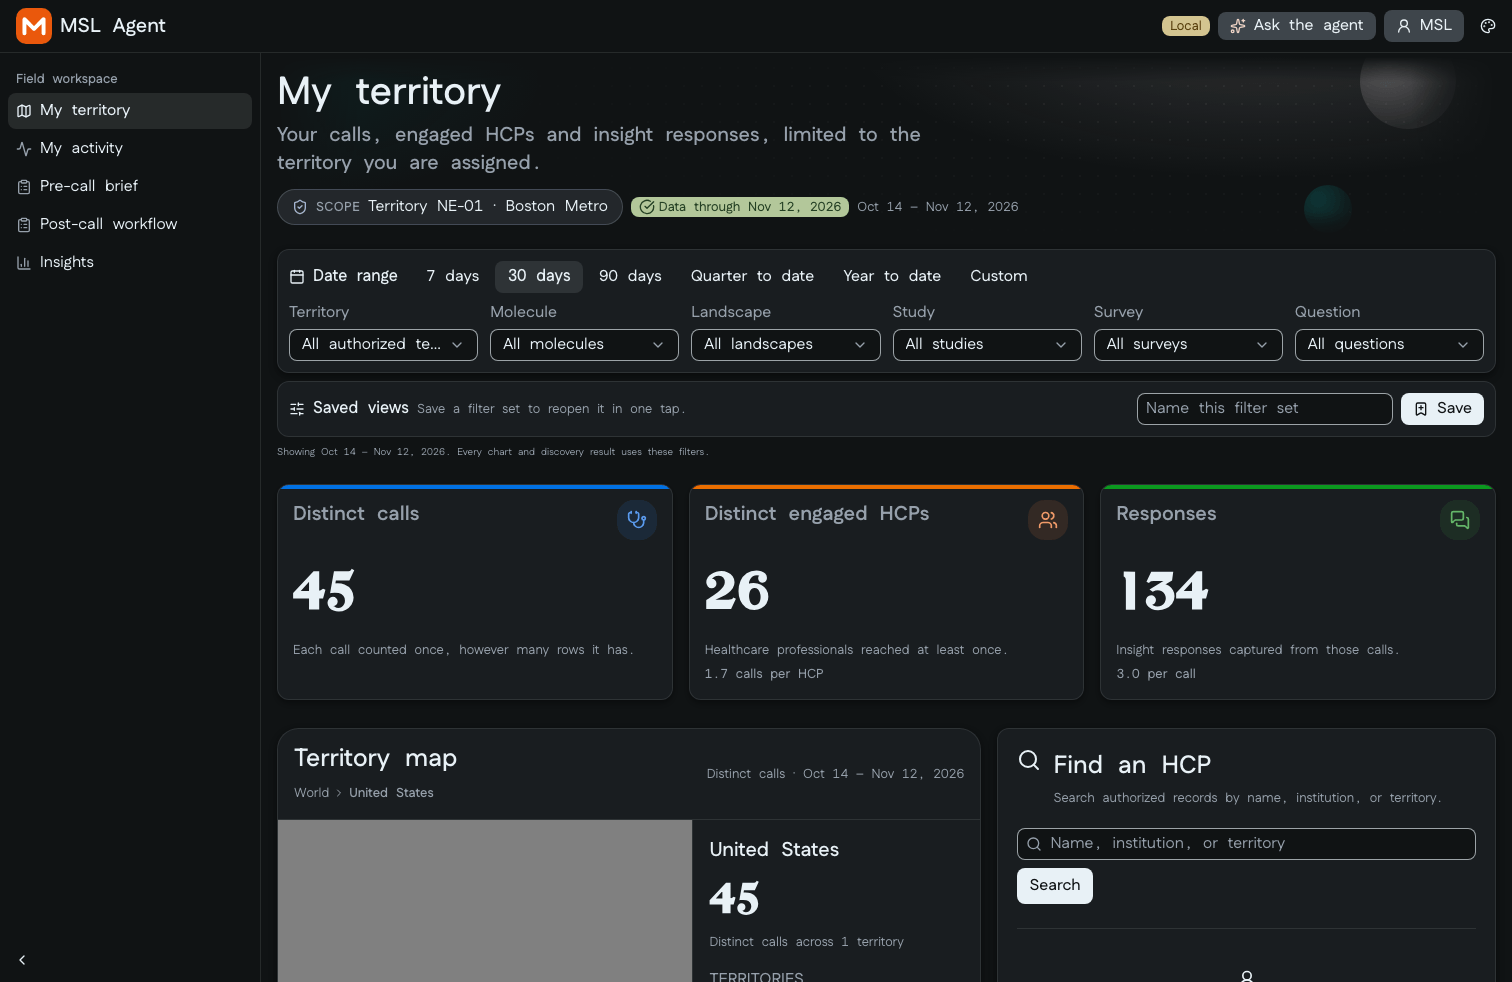 MSL Agent
Local
Ask the agent
MSL
Field workspace
My territory
My activity
Pre-call brief
Post-call workflow
Insights
My territory
Your calls, engaged HCPs and insight responses, limited to the
territory you are assigned.
SCOPE Territory NE-01 · Boston Metro
Data through Nov 12, 2026
Oct 14 – Nov 12, 2026
Date range
7 days
30 days
90 days
Quarter to date
Year to date
Custom
Territory
Molecule
Landscape
Study
Survey
Question
All authorized te...
All molecules
All landscapes
All studies
All surveys
All questions
Saved views
Save a filter set to reopen it in one tap.
Name this filter set
Save
Showing Oct 14 – Nov 12, 2026. Every chart and discovery result uses these filters.
Distinct calls
45
Each call counted once, however many rows it has.
Distinct engaged HCPs
26
Healthcare professionals reached at least once.
1.7 calls per HCP
Responses
134
Insight responses captured from those calls.
3.0 per call
Territory map
World > United States
Distinct calls · Oct 14 – Nov 12, 2026
United States
45
Distinct calls across 1 territory
TERRITORIES
Find an HCP
Search authorized records by name, institution, or territory.
Name, institution, or territory
Search